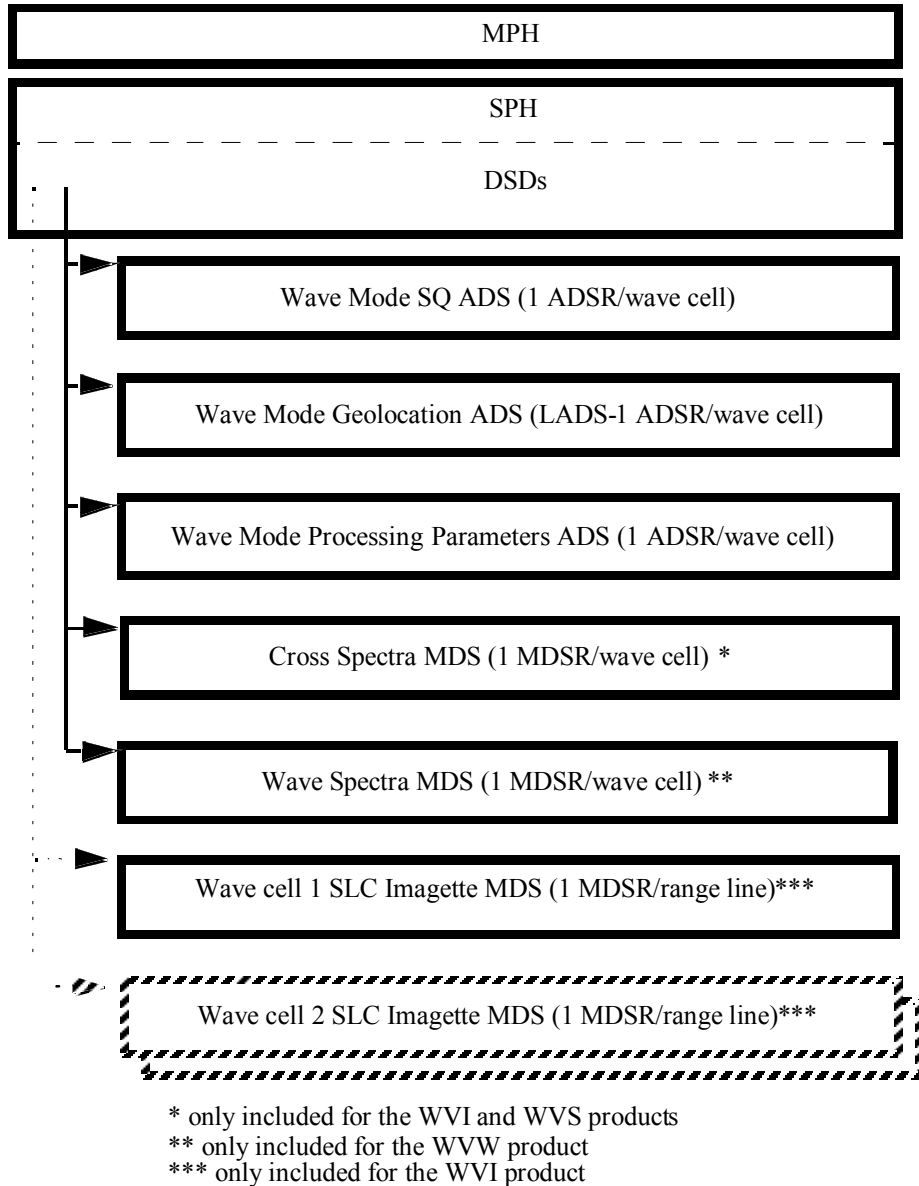 MPH
SPH
DSDs
Wave Mode SQ ADS (1 ADSR/wave cell)
Wave Mode Geolocation ADS (LADS-1 ADSR/wave cell)
Wave Mode Processing Parameters ADS (1 ADSR/wave cell)
Cross Spectra MDS (1 MDSR/wave cell) *
Wave Spectra MDS (1 MDSR/wave cell) **
Wave cell 1 SLC Imagette MDS (1 MDSR/range line)***
Wave cell 2 SLC Imagette MDS (1 MDSR/range line)***
* only included for the WVI and WVS products
** only included for the WVW product
*** only included for the WVI product